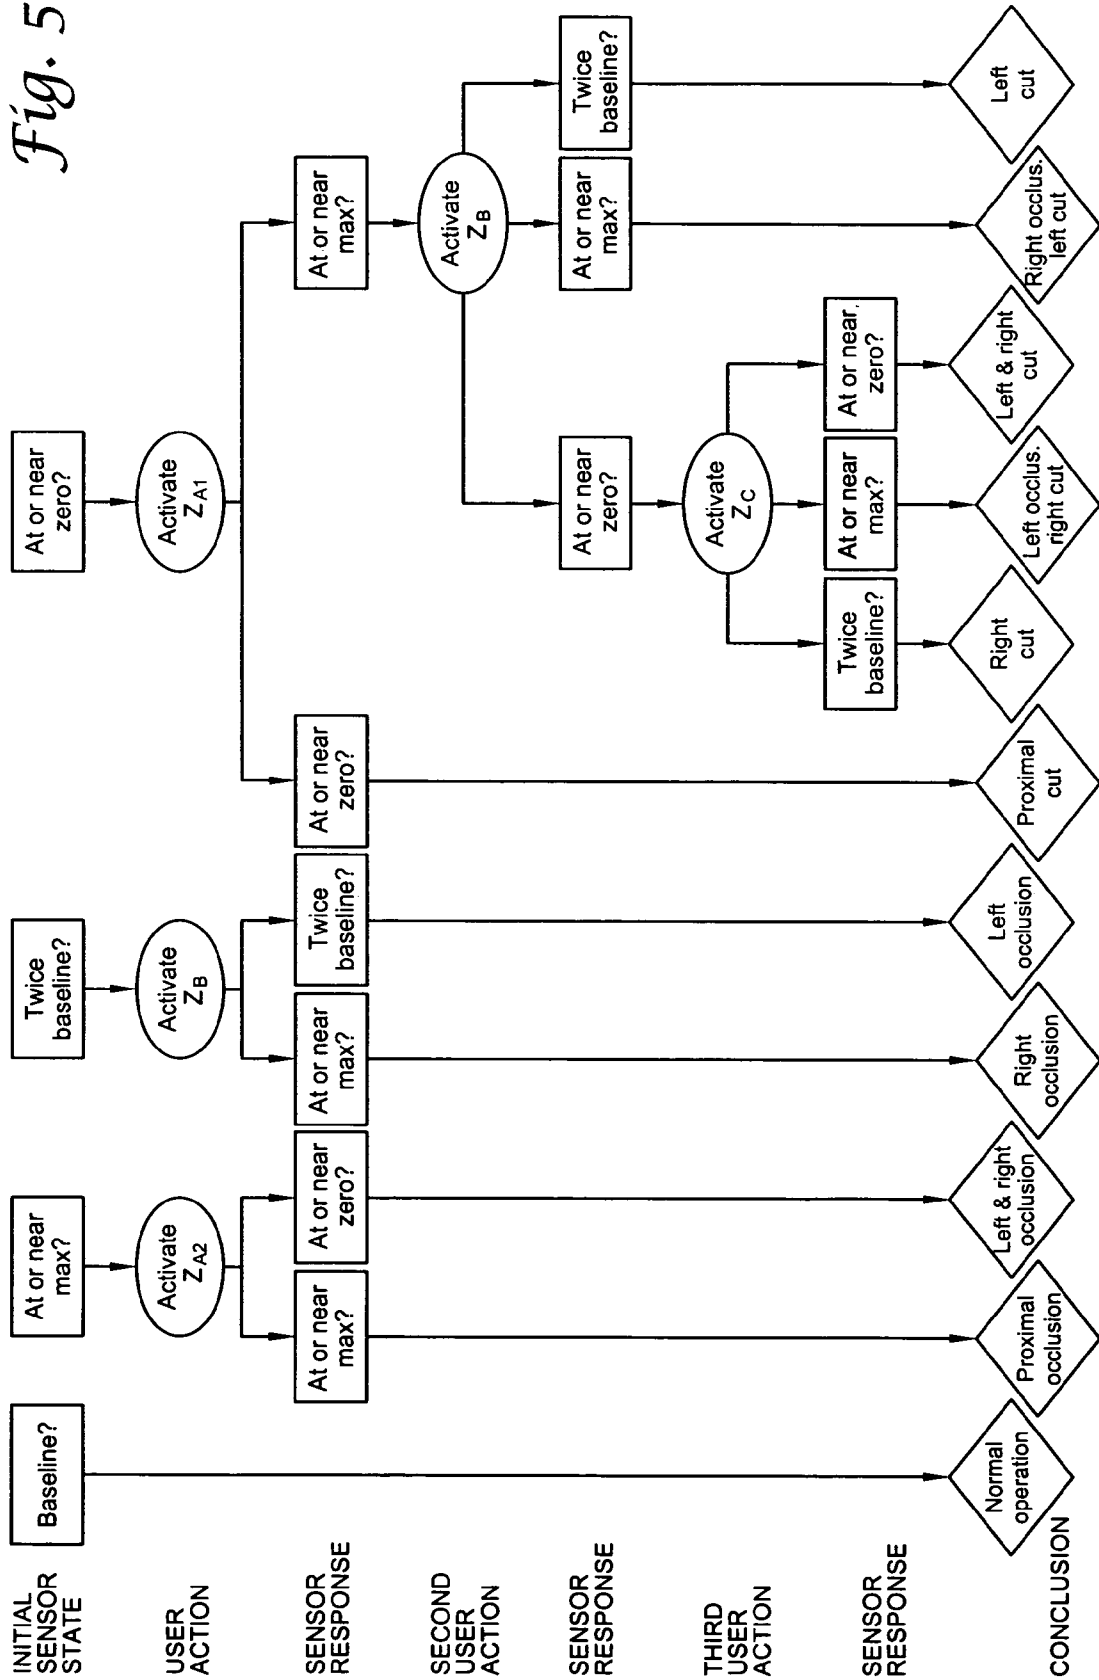 Fig. 5
INITIAL
SENSOR
STATE
Baseline?
At or near
max?
Twice
baseline?
At or near
zero?
USER
ACTION
Activate
ZA2
Activate
ZB
Activate
ZA1
SENSOR
RESPONSE
At or near
max?
At or near
zero?
At or near
max?
Twice
baseline?
At or near
zero?
At or near
max?
SECOND
USER
ACTION
Activate
ZB
SENSOR
RESPONSE
At or near
zero?
At or near
max?
Twice
baseline?
THIRD
USER
ACTION
Activate
ZC
SENSOR
RESPONSE
Twice
baseline?
At or near
max?
At or near
zero?
CONCLUSION
Normal
operation
Proximal
occlusion
Left & right
occlusion
Right
occlusion
Left
occlusion
Proximal
cut
Right
cut
Left occlus.
right cut
Left & right
cut
Right occlus.
left cut
Left
cut